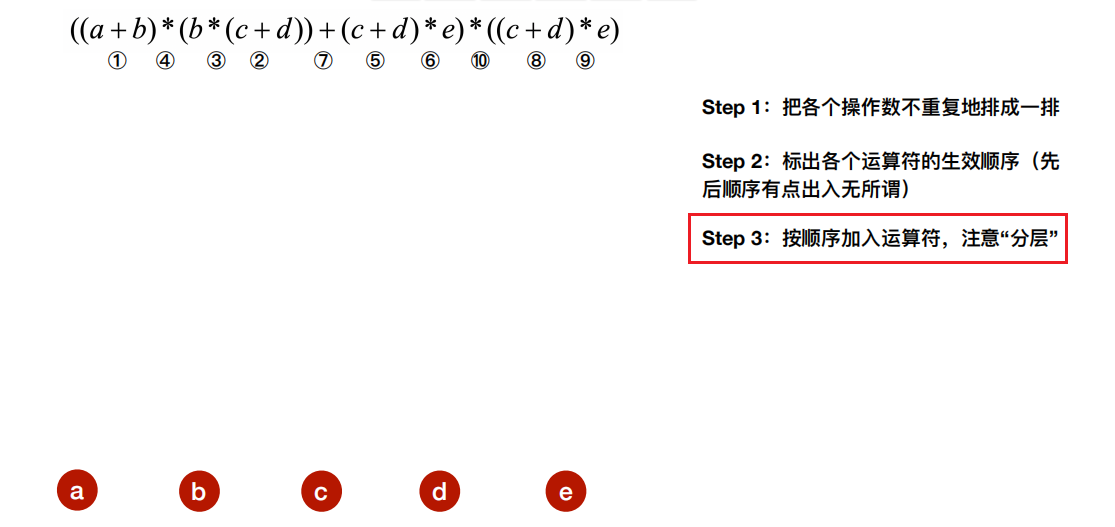 ((a+b)*(b*(c+d))+(c+d)*e)*((c+d)*e)
① ④ ③ ② ⑦ ⑤ ⑥ ⑩ ⑧ ⑨
Step 1：把各个操作数不重复地排成一排
Step 2：标出各个运算符的生效顺序（先
后顺序有点出入无所谓）
Step 3：按顺序加入运算符，注意“分层”
a b c d e